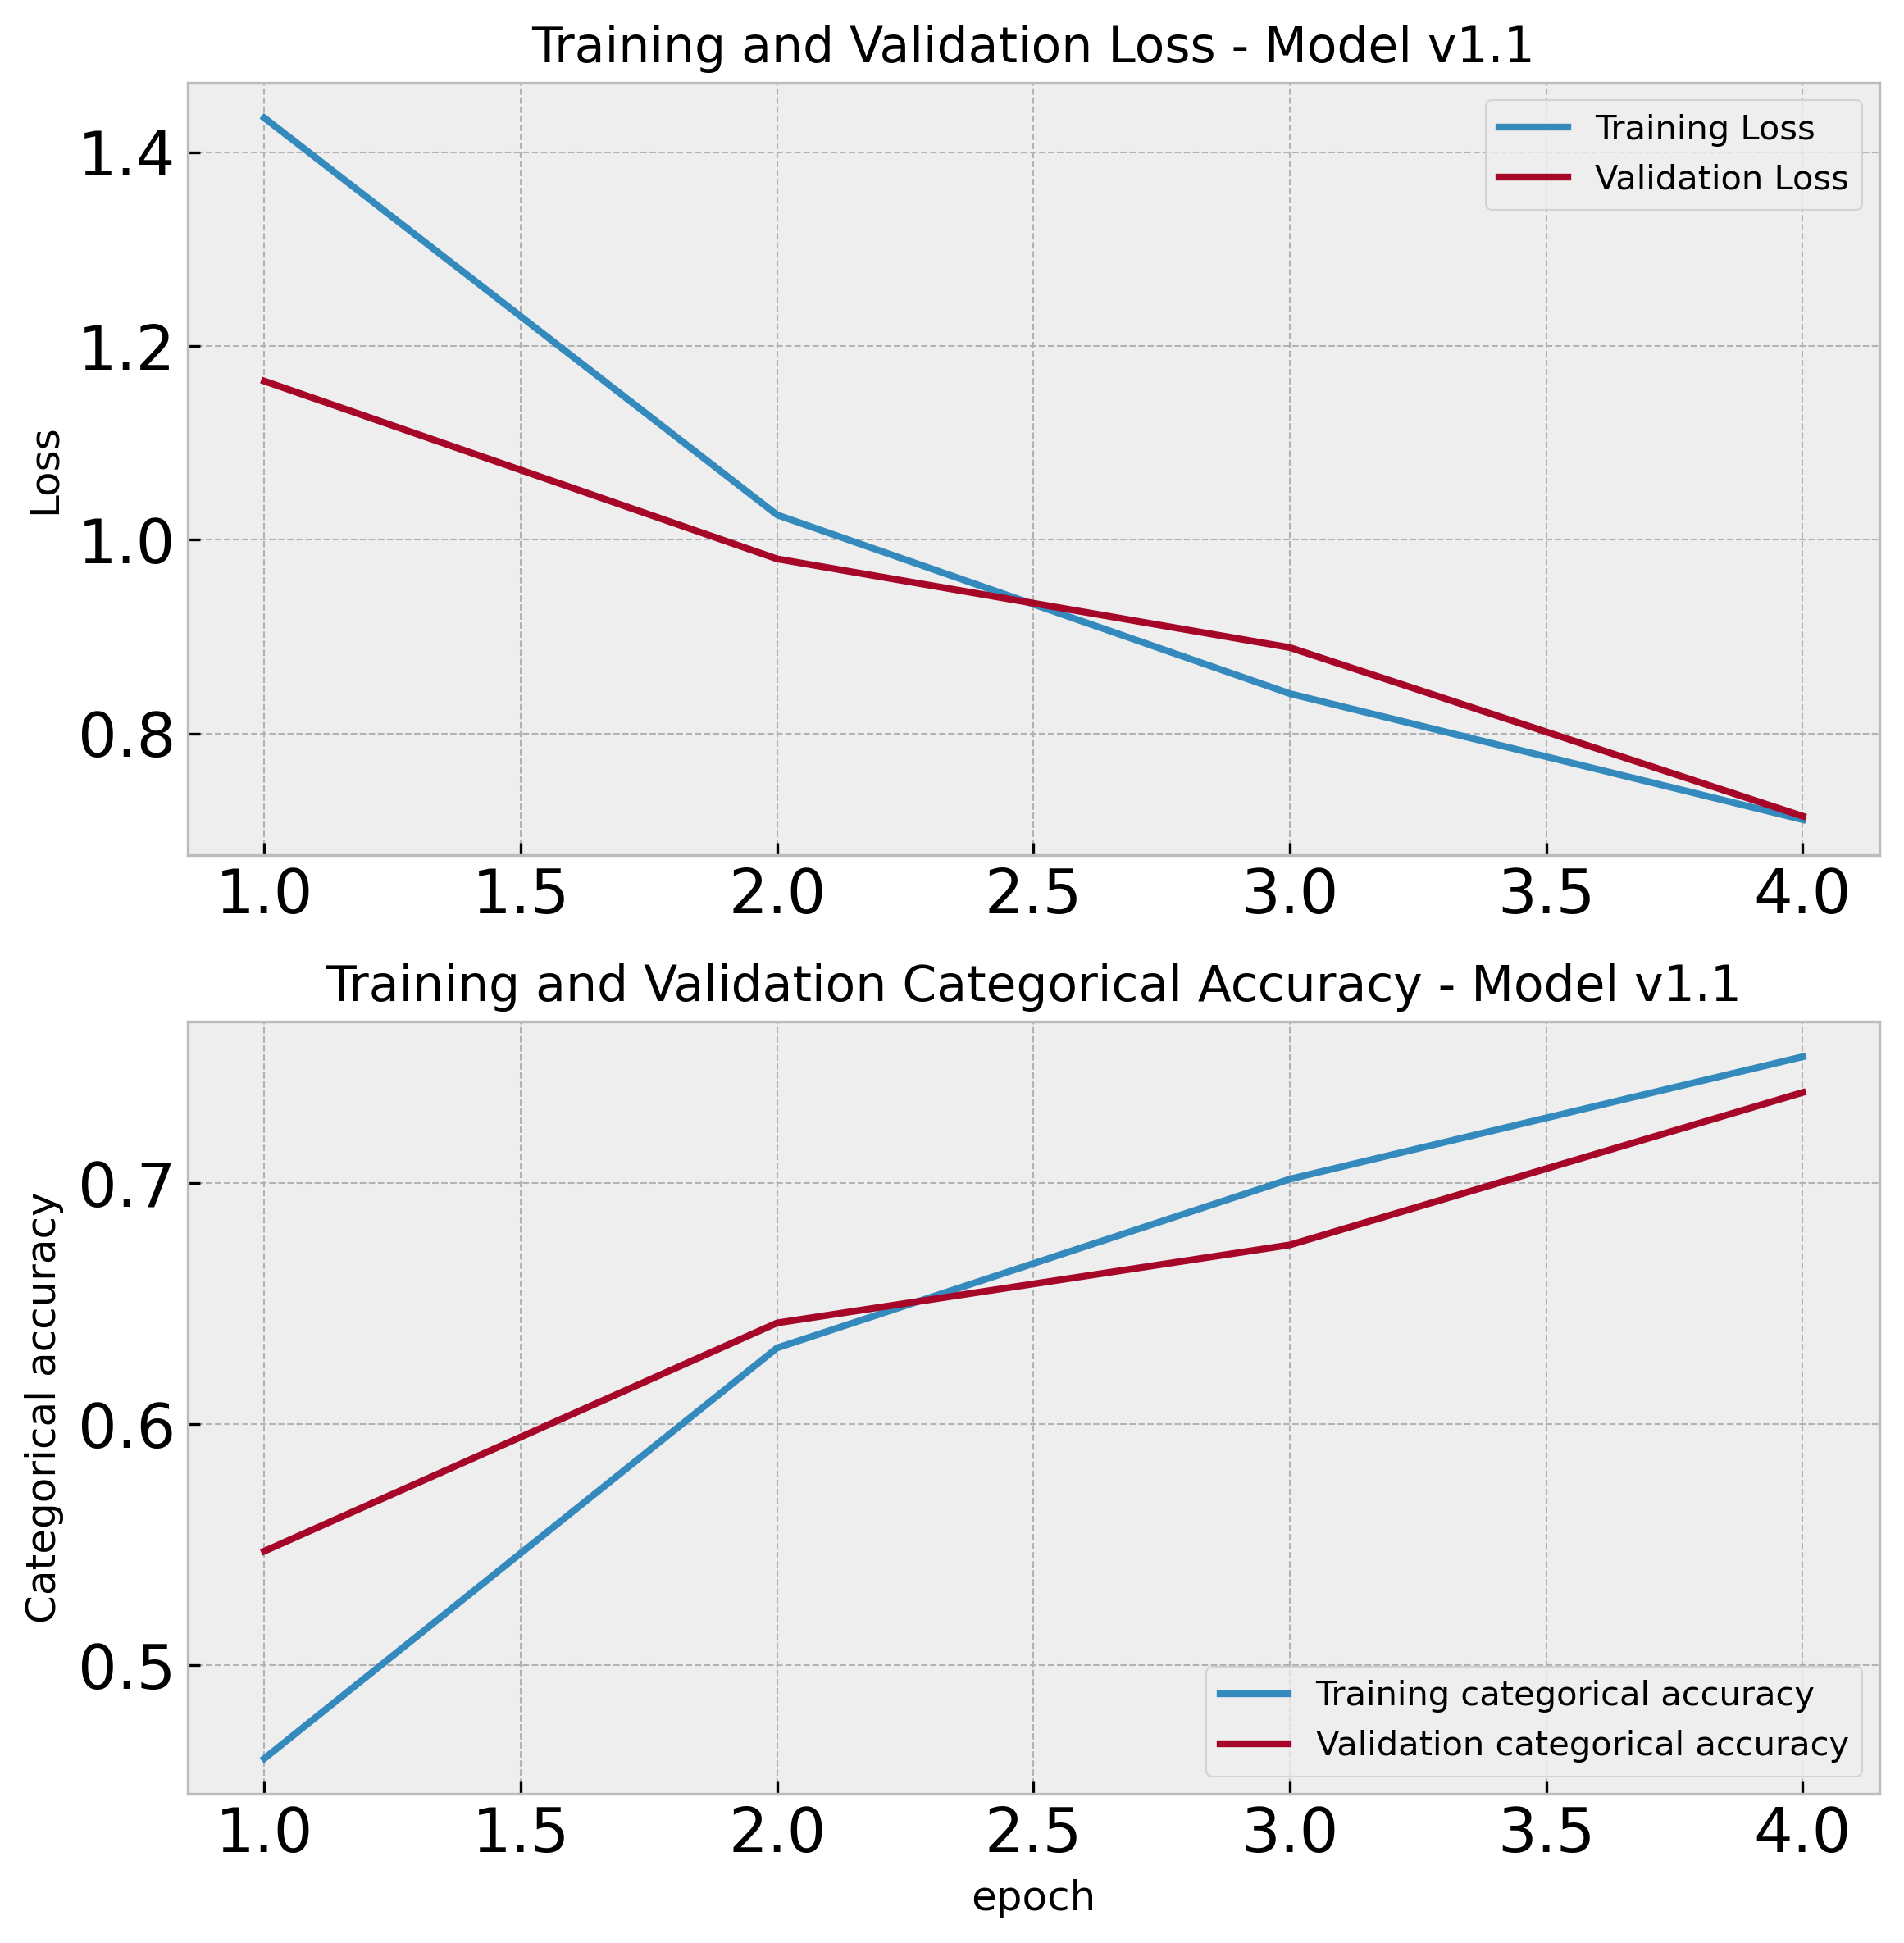 Training and Validation Loss - Model v1.1
Training Loss
Validation Loss
Loss
1.4
1.2
1.0
0.8
1.0 1.5 2.0 2.5 3.0 3.5 4.0
Training and Validation Categorical Accuracy - Model v1.1
Categorical accuracy
0.7
0.6
0.5
Training categorical accuracy
Validation categorical accuracy
1.0 1.5 2.0 2.5 3.0 3.5 4.0
epoch